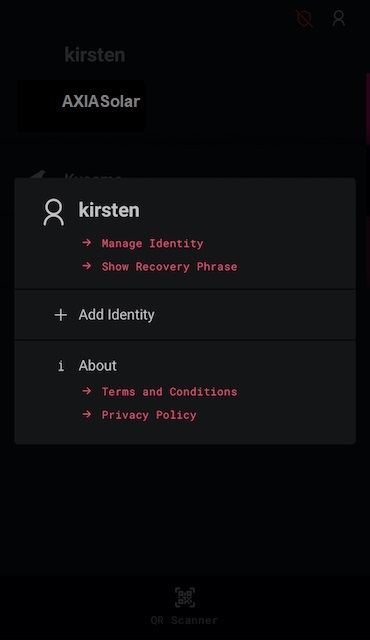 kirsten
AXIASolar
Kusama
kirsten
Manage Identity
Show Recovery Phrase
Add Identity
i About
Terms and Conditions
Privacy Policy
QR Scanner